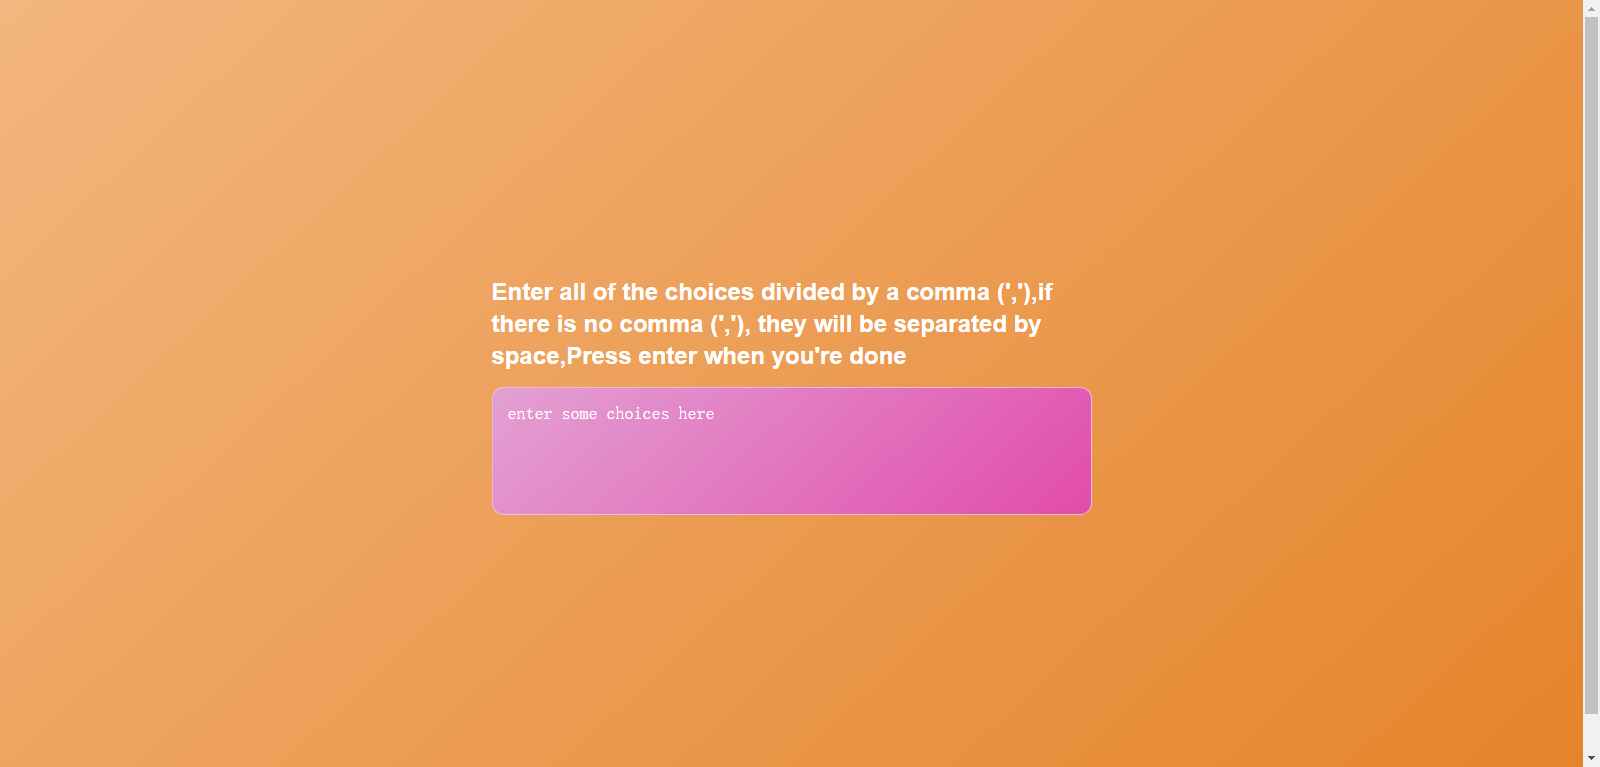 Enter all of the choices divided by a comma (','),if
there is no comma (','), they will be separated by
space,Press enter when you're done
enter some choices here